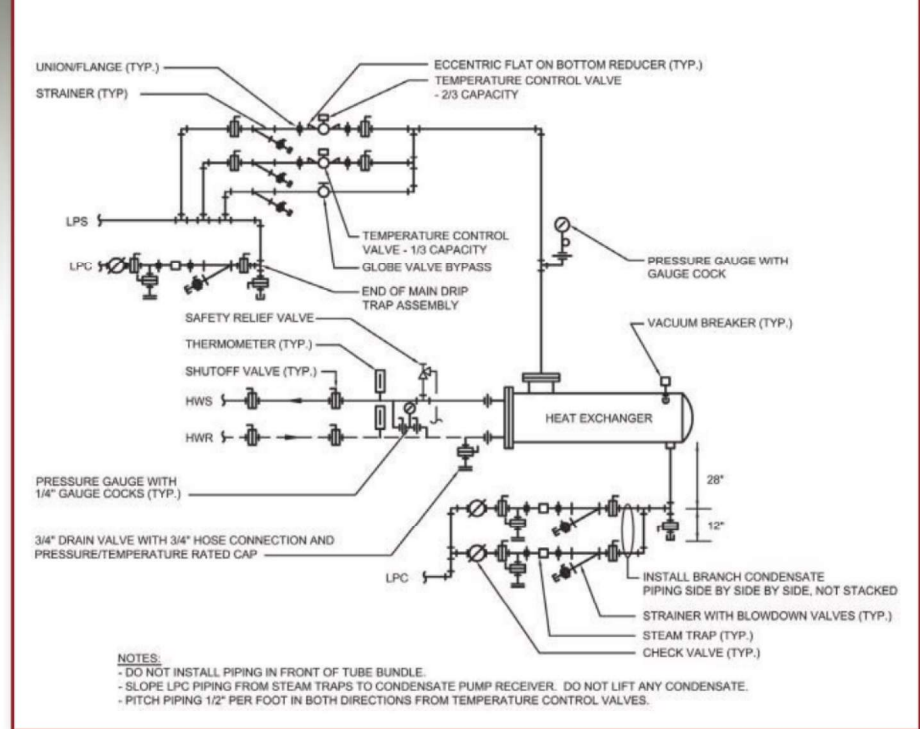 UNION/FLANGE (TYP.)
STRAINER (TYP)
ECCENTRIC FLAT ON BOTTOM REDUCER (TYP.)
TEMPERATURE CONTROL VALVE
- 2/3 CAPACITY
LPS
LPC
TEMPERATURE CONTROL
VALVE - 1/3 CAPACITY
GLOBE VALVE BYPASS
END OF MAIN DRIP
TRAP ASSEMBLY
PRESSURE GAUGE WITH
GAUGE COCK
SAFETY RELIEF VALVE
THERMOMETER (TYP.)
SHUTOFF VALVE (TYP.)
VACUUM BREAKER (TYP.)
HWS
HWR
HEAT EXCHANGER
PRESSURE GAUGE WITH
1/4" GAUGE COCKS (TYP.)
28"
12"
3/4" DRAIN VALVE WITH 3/4" HOSE CONNECTION AND
PRESSURE/TEMPERATURE RATED CAP
LPC
INSTALL BRANCH CONDENSATE
PIPING SIDE BY SIDE BY SIDE, NOT STACKED
STRAINER WITH BLOWDOWN VALVES (TYP.)
STEAM TRAP (TYP.)
CHECK VALVE (TYP.)
NOTES:
- DO NOT INSTALL PIPING IN FRONT OF TUBE BUNDLE.
- SLOPE LPC PIPING FROM STEAM TRAPS TO CONDENSATE PUMP RECEIVER. DO NOT LIFT ANY CONDENSATE.
- PITCH PIPING 1/2" PER FOOT IN BOTH DIRECTIONS FROM TEMPERATURE CONTROL VALVES.